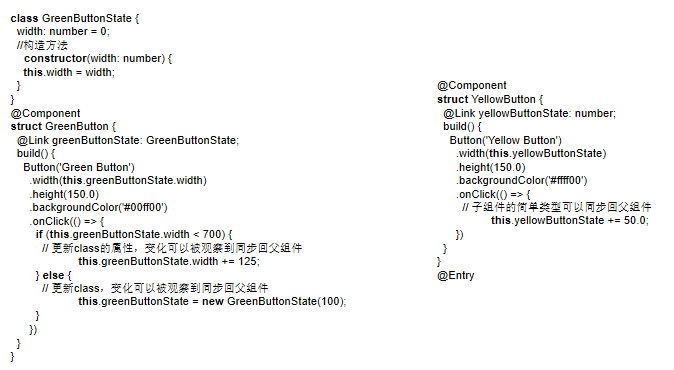 class GreenButtonState {
width: number = 0;
//构造方法
constructor(width: number) {
this.width = width;
}
}
@Component
struct GreenButton {
@Link greenButtonState: GreenButtonState;
build() {
Button('Green Button')
.width(this.greenButtonState.width)
.height(150.0)
.backgroundColor('#00ff00')
.onClick(() => {
if (this.greenButtonState.width < 700) {
// 更新class的属性，变化可以被观察到同步回父组件
this.greenButtonState.width += 125;
} else {
// 更新class，变化可以被观察到同步回父组件
this.greenButtonState = new GreenButtonState(100);
}
})
}
}
@Component
struct YellowButton {
@Link yellowButtonState: number;
build() {
Button('Yellow Button')
.width(this.yellowButtonState)
.height(150.0)
.backgroundColor('#ffff00')
.onClick(() => {
// 子组件的简单类型可以同步回父组件
this.yellowButtonState += 50.0;
})
}
}
@Entry